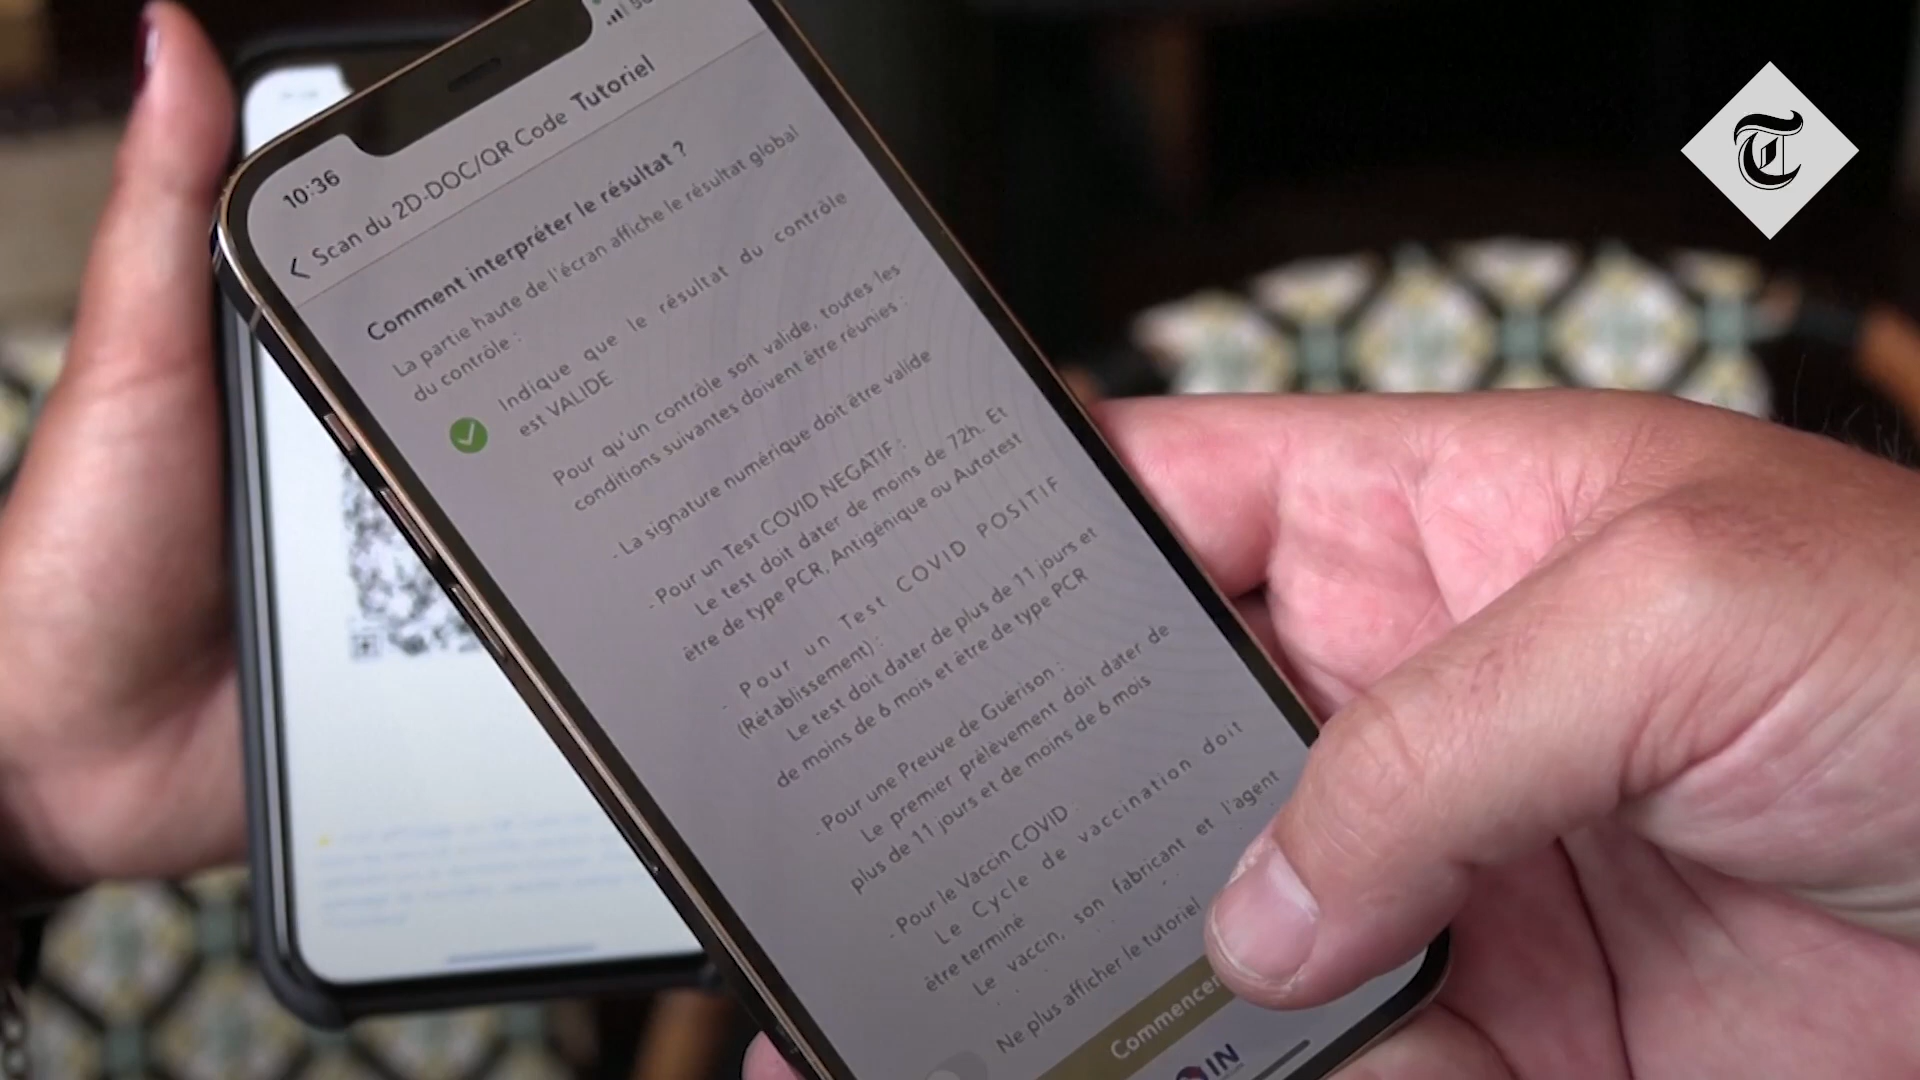 10:36
Scan du 2D-DOC/QR Code Tutoriel
Comment interpréter le résultat ?
La partie haute de l'écran affiche le résultat global
du contrôle :
Indique que le résultat du contrôle
est VALIDE
Pour qu'un contrôle soit valide, toutes les
conditions suivantes doivent être réunies :
- La signature numérique doit être valide
- Pour un Test COVID NEGATIF :
Le test doit dater de moins de 72h. Et
être de type PCR, Antigénique ou Autotest
- Pour un Test COVID POSITIF
(Rétablissement) :
Le test doit dater de plus de 11 jours et
de moins de 6 mois et être de type PCR
- Pour une Preuve de Guérison :
Le premier prélèvement doit dater de
plus de 11 jours et de moins de 6 mois
- Pour le Vaccin COVID
Le Cycle de vaccination doit
être terminé
Le vaccin, son fabricant et l'agent
Ne plus afficher le tutoriel
Commencer
IN
T